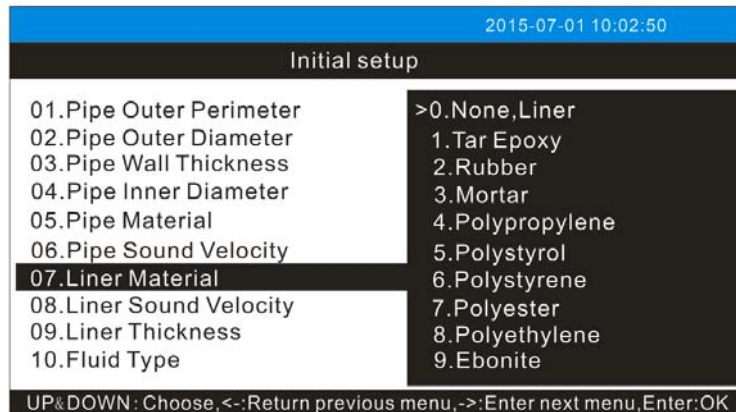 2015-07-01 10:02:50
Initial setup
01.Pipe Outer Perimeter
02.Pipe Outer Diameter
03.Pipe Wall Thickness
04.Pipe Inner Diameter
05.Pipe Material
06.Pipe Sound Velocity
07.Liner Material
08.Liner Sound Velocity
09.Liner Thickness
10.Fluid Type
>0.None,Liner
1.Tar Epoxy
2.Rubber
3.Mortar
4.Polypropylene
5.Polystyrol
6.Polystyrene
7.Polyester
8.Polyethylene
9.Ebonite
UP&DOWN:Choose,<-:Return previous menu,->:Enter next menu,Enter:OK